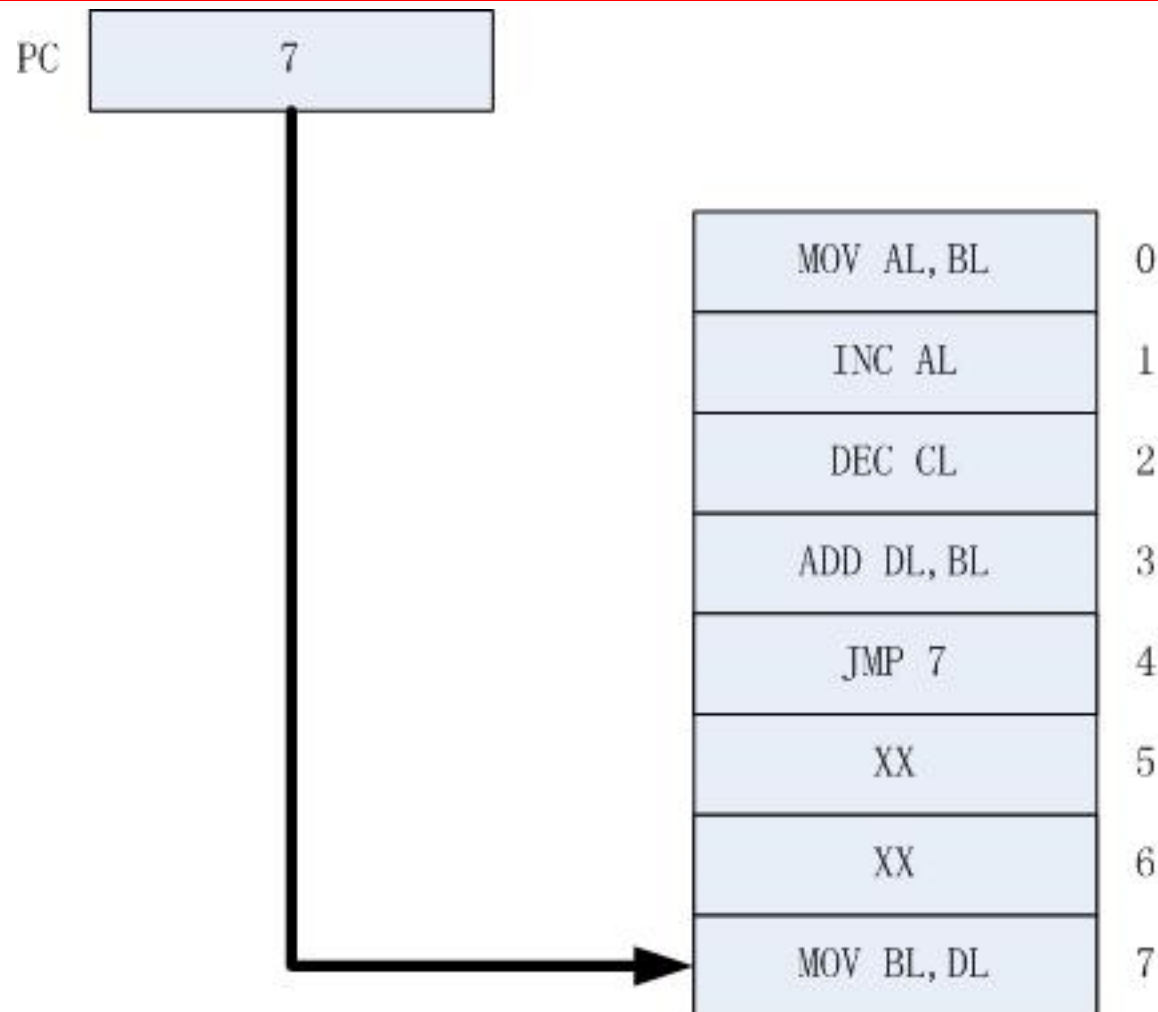 PC 7
MOV AL,BL 0
INC AL 1
DEC CL 2
ADD DL,BL 3
JMP 7 4
XX 5
XX 6
MOV BL,DL 7